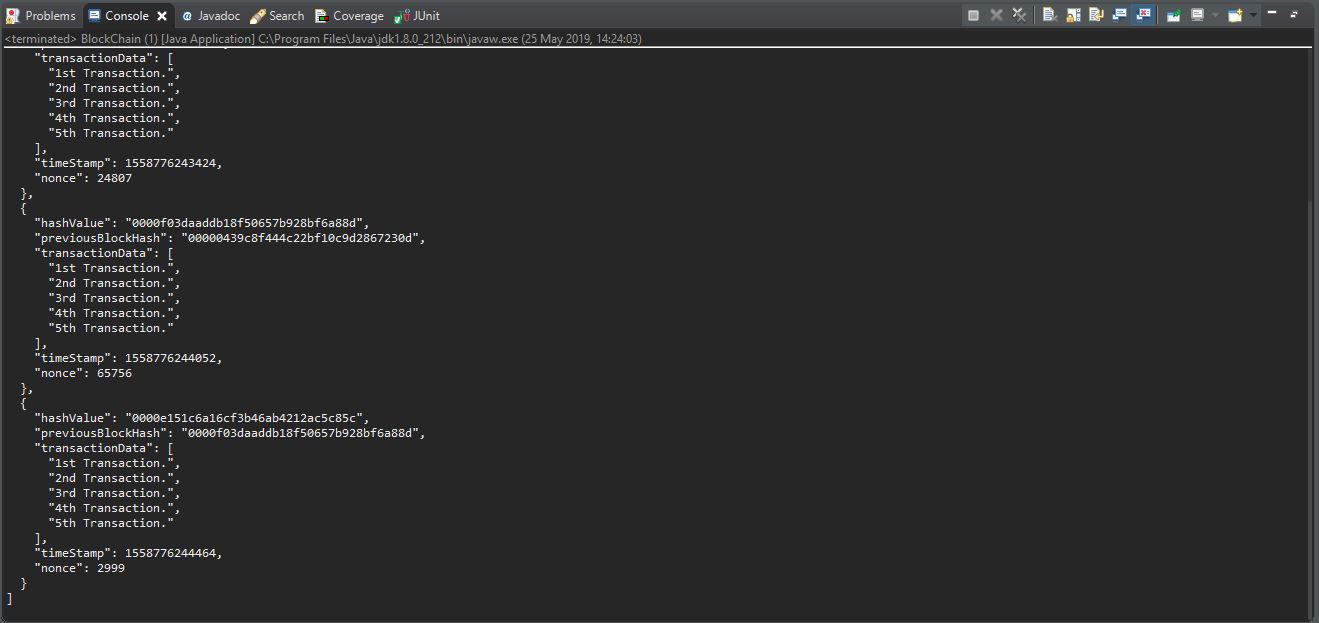 Problems Console Javadoc Search Coverage JUnit
<terminated> BlockChain (1) [Java Application] C:\Program Files\Java\jdk1.8.0_212\bin\javaw.exe (25 May 2019, 14:24:03)
"transactionData": [
"1st Transaction.",
"2nd Transaction.",
"3rd Transaction.",
"4th Transaction.",
"5th Transaction."
],
"timeStamp": 1558776243424,
"nonce": 24807
},
{
"hashValue": "0000f03daaddb18f50657b928bf6a88d",
"previousBlockHash": "00000439c8f444c22bf10c9d2867230d",
"transactionData": [
"1st Transaction.",
"2nd Transaction.",
"3rd Transaction.",
"4th Transaction.",
"5th Transaction."
],
"timeStamp": 1558776244052,
"nonce": 65756
},
{
"hashValue": "0000e151c6a16cf3b46ab4212ac5c85c",
"previousBlockHash": "0000f03daaddb18f50657b928bf6a88d",
"transactionData": [
"1st Transaction.",
"2nd Transaction.",
"3rd Transaction.",
"4th Transaction.",
"5th Transaction."
],
"timeStamp": 1558776244464,
"nonce": 2999
}
]